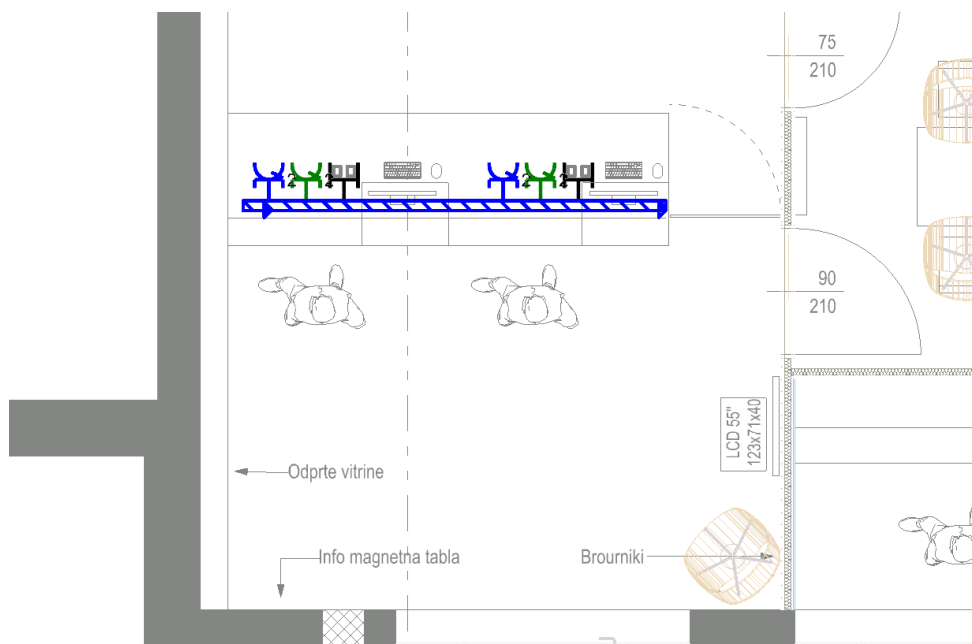 75
210
90
210
LCD 55"
123x71x40
Odprte vitrine
Info magnetna tabla
Brourniki